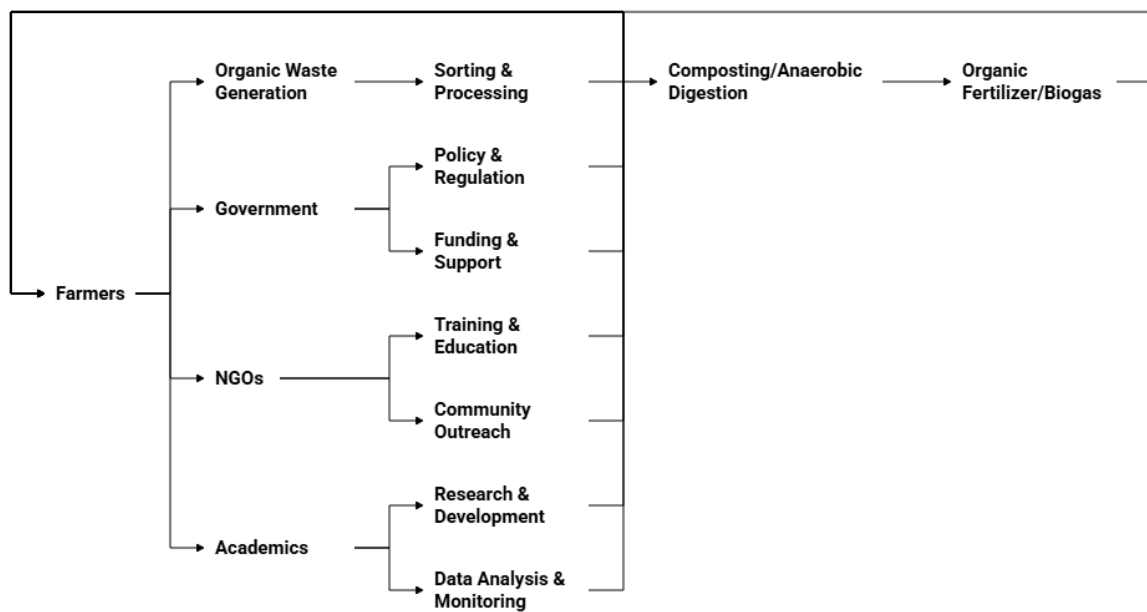 Organic Waste
Generation
Sorting &
Processing
Composting/Anaerobic
Digestion
Organic
Fertilizer/Biogas
Policy &
Regulation
Government
Funding &
Support
Farmers
Training &
Education
NGOs
Community
Outreach
Research &
Development
Academics
Data Analysis &
Monitoring